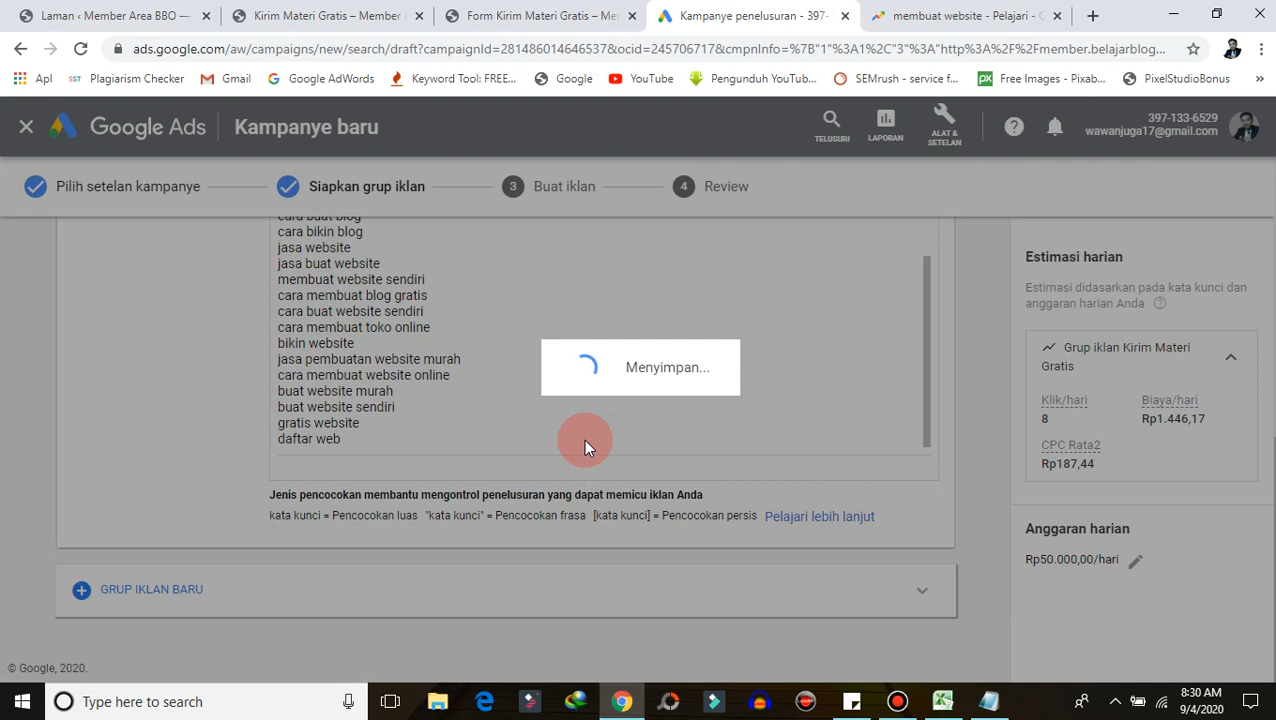 Laman ‹ Member Area BBO —
Kirim Materi Gratis – Member A
Form Kirim Materi Gratis – Mem
Kampanye penelusuran - 397-1
membuat website - Pelajari - Go
ads.google.com/aw/campaigns/new/search/draft?campaignId=281486014646537&ocid=245706717&cmpnInfo=%7B"1"%3A1%2C"3"%3A"http%3A%2F%2Fmember.belajarblog...
Apl
SST Plagiarism Checker
Gmail
Google AdWords
Keyword Tool: FREE...
Google
YouTube
Pengunduh YouTub...
SEMrush - service f...
px Free Images - Pixab...
PixelStudioBonus
»
Google Ads
Kampanye baru
TELUSURI
LAPORAN
ALAT & SETELAN
397-133-6529
wawanjuga17@gmail.com
Pilih setelan kampanye
Siapkan grup iklan
3 Buat iklan
4 Review
cara buat blog
cara bikin blog
jasa website
jasa buat website
membuat website sendiri
cara membuat blog gratis
cara buat website sendiri
cara membuat toko online
bikin website
jasa pembuatan website murah
cara membuat website online
buat website murah
buat website sendiri
gratis website
daftar web
Menyimpan...
Jenis pencocokan membantu mengontrol penelusuran yang dapat memicu iklan Anda
kata kunci = Pencocokan luas "kata kunci" = Pencocokan frasa [kata kunci] = Pencocokan persis Pelajari lebih lanjut
GRUP IKLAN BARU
Estimasi harian
Estimasi didasarkan pada kata kunci dan
anggaran harian Anda
Grup iklan Kirim Materi
Gratis
Klik/hari
Biaya/hari
8
Rp1.446,17
CPC Rata2
Rp187,44
Anggaran harian
Rp50.000,00/hari
© Google, 2020.
Type here to search
8:30 AM
9/4/2020